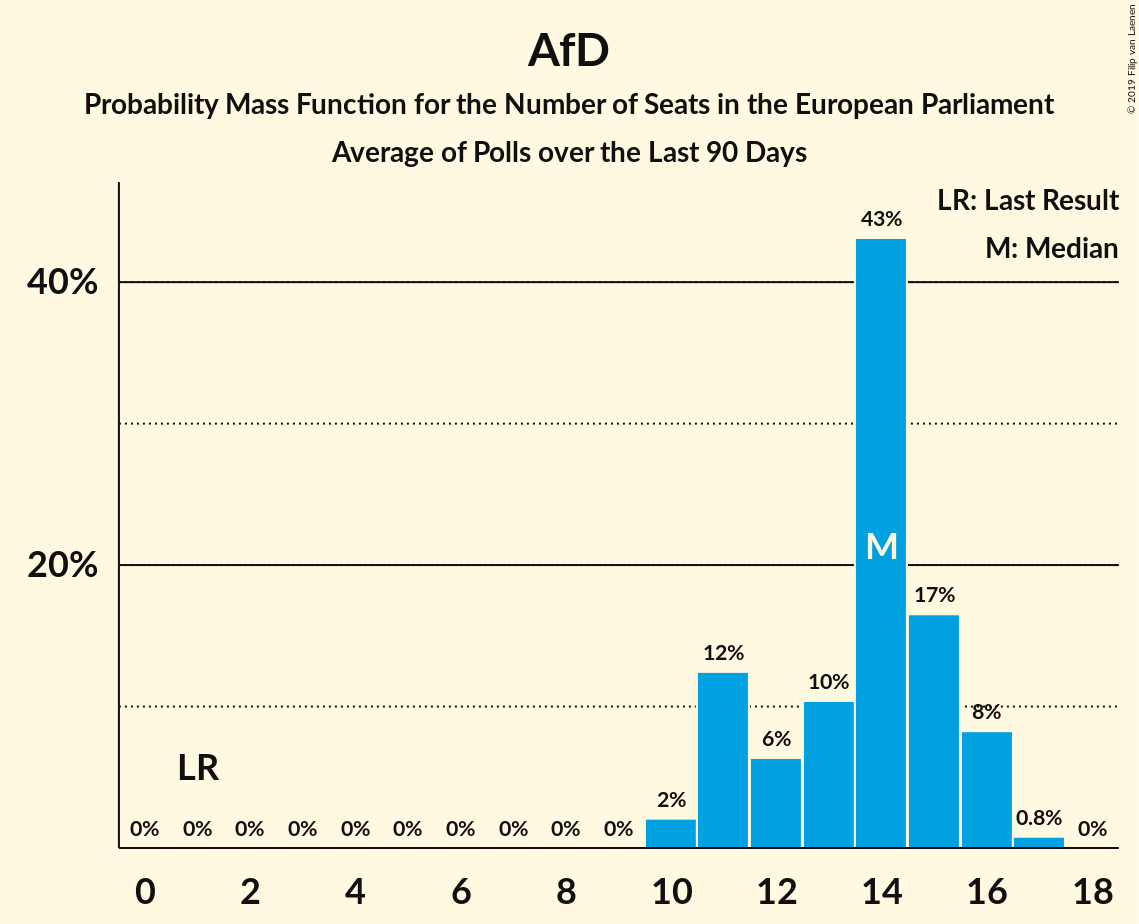 AfD
Probability Mass Function for the Number of Seats in the European Parliament
Average of Polls over the Last 90 Days
© 2019 Filip van Laenen
LR: Last Result
M: Median
43%
40%
M
20%
17%
12%
10%
8%
6%
LR
2%
0.8%
0% 0% 0% 0% 0% 0% 0% 0% 0% 0% 0%
0 2 4 6 8 10 12 14 16 18